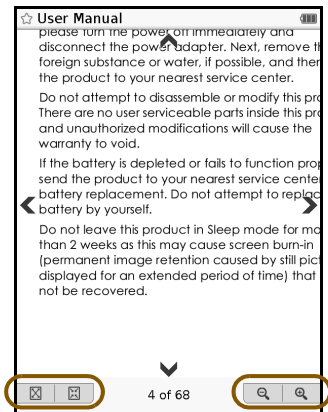 User Manual
please turn the power off immediately and
disconnect the power adapter. Next, remove th
foreign substance or water, if possible, and then
the product to your nearest service center.
Do not attempt to disassemble or modify this pro
There are no user serviceable parts inside this pro
and unauthorized modifications will cause the
warranty to void.
If the battery is depleted or fails to function prop
send the product to your nearest service center
battery replacement. Do not attempt to replac
battery by yourself.
Do not leave this product in Sleep mode for mo
than 2 weeks as this may cause screen burn-in
(permanent image retention caused by still pict
displayed for an extended period of time) that
not be recovered.
4 of 68